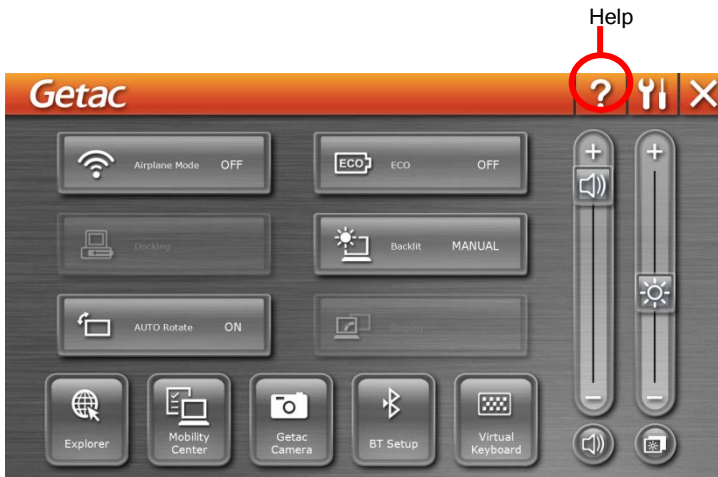 Help
Getac
?
Airplane Mode OFF
ECO ECO OFF
Docking
Backlit MANUAL
AUTO Rotate ON
Display
Explorer
Mobility
Center
Getac
Camera
BT Setup
Virtual
Keyboard